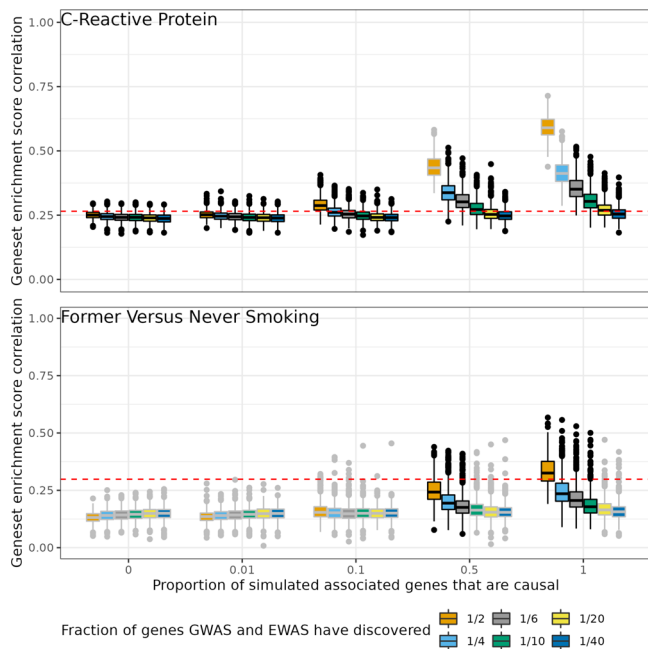 C-Reactive Protein
Geneset enrichment score correlation
1.00
0.75
0.50
0.25
0.00
Former Versus Never Smoking
Geneset enrichment score correlation
1.00
0.75
0.50
0.25
0.00
0 0.01 0.1 0.5 1
Proportion of simulated associated genes that are causal
Fraction of genes GWAS and EWAS have discovered
1/2 1/6 1/20
1/4 1/10 1/40